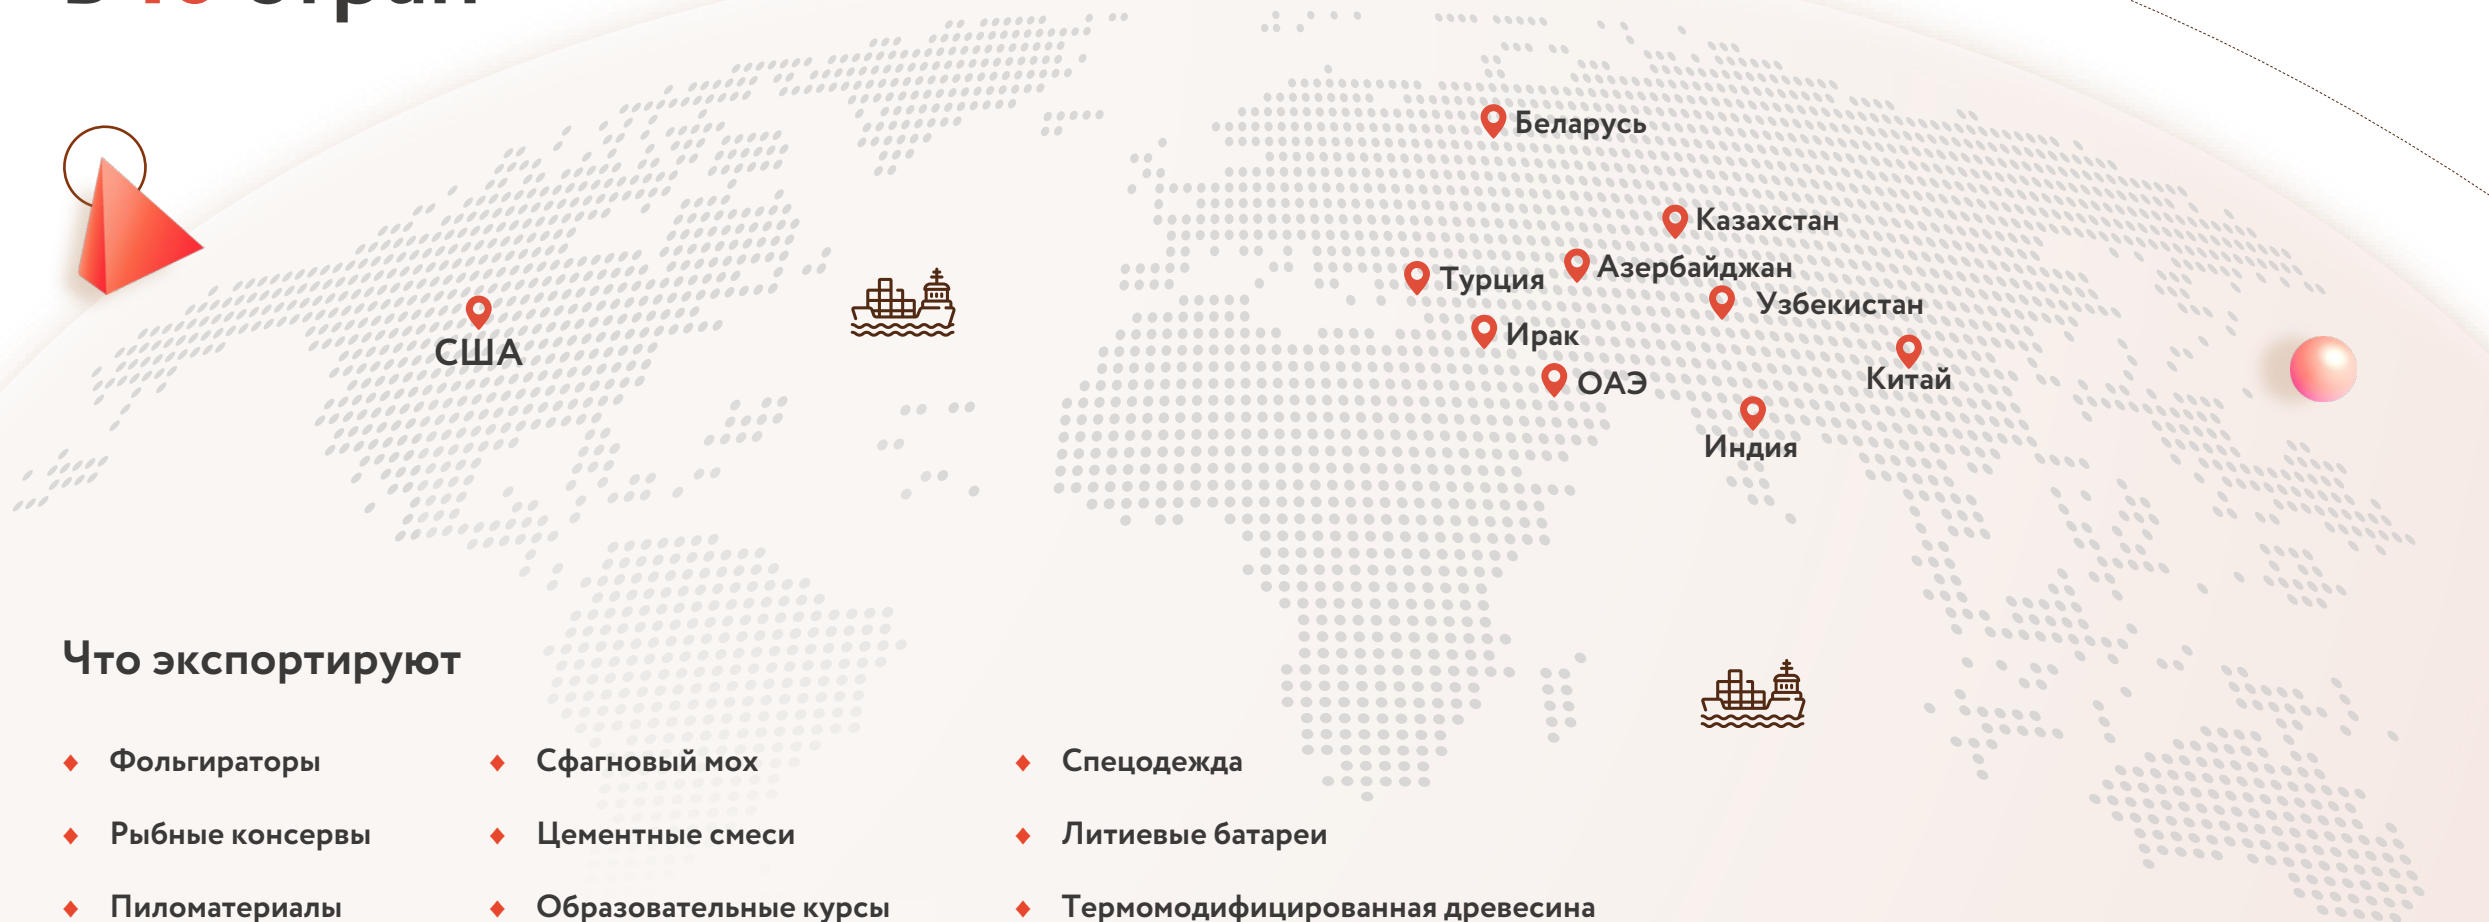 Беларусь
Казахстан
Азербайджан
Турция
Узбекистан
Ирак
США
Китай
ОАЭ
Индия
Что экспортируют
Фольгираторы
Сфагновый мох
Спецодежда
Рыбные консервы
Цементные смеси
Литиевые батареи
Пиломатериалы
Образовательные курсы
Термомодифицированная древесина